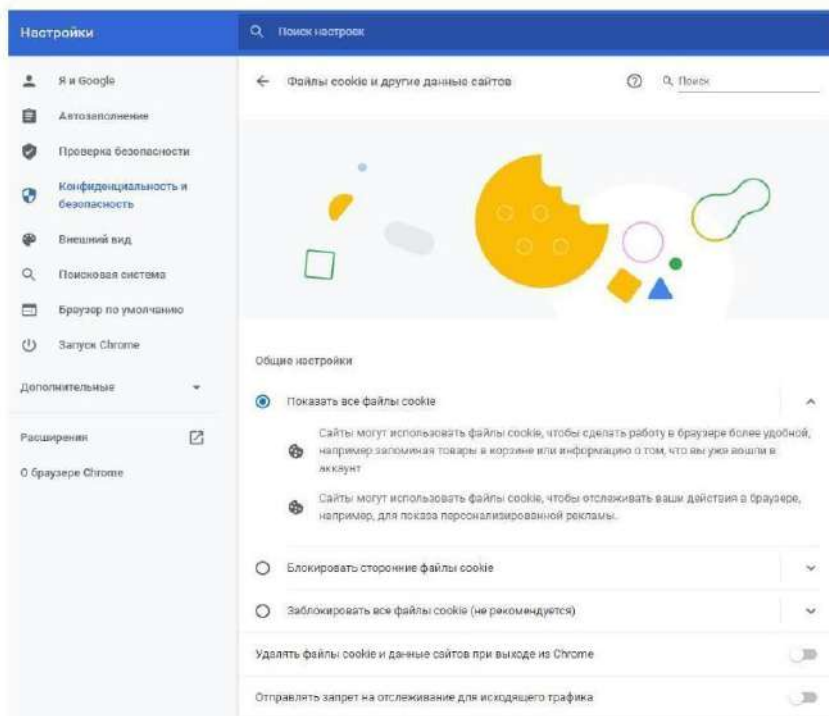 Настройки
Поиск настроек
Я и Google
Автозаполнение
Проверка безопасности
Конфиденциальность и
безопасность
Внешний вид
Поисковая система
Браузер по умолчанию
Запуск Chrome
Дополнительные
Расширения
О браузере Chrome
Файлы cookie и другие данные сайтов
Поиск
Общие настройки
Показать все файлы cookie
Сайты могут использовать файлы cookie, чтобы сделать работу в браузере более удобной,
например запоминая товары в корзине или информацию о том, что вы уже вошли в
аккаунт
Сайты могут использовать файлы cookie, чтобы отслеживать ваши действия в браузере,
например, для показа персонализированной рекламы.
Блокировать сторонние файлы cookie
Заблокировать все файлы cookie (не рекомендуется)
Удалять файлы cookie и данные сайтов при выходе из Chrome
Отправлять запрет на отслеживание для исходящего трафика